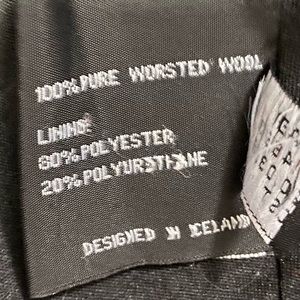 100% PURE WORSTED WOOL
LINING:
80% POLYESTER
20% POLYURETHANE
DESIGNED IN ICELAND